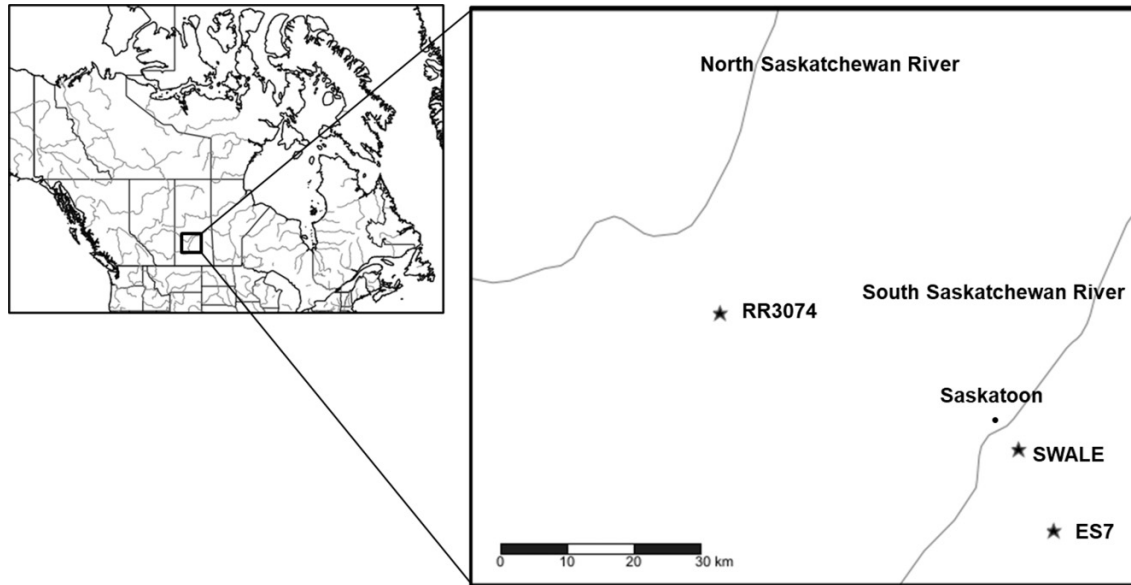 North Saskatchewan River
South Saskatchewan River
RR3074
Saskatoon
SWALE
ES7
0 10 20 30 km